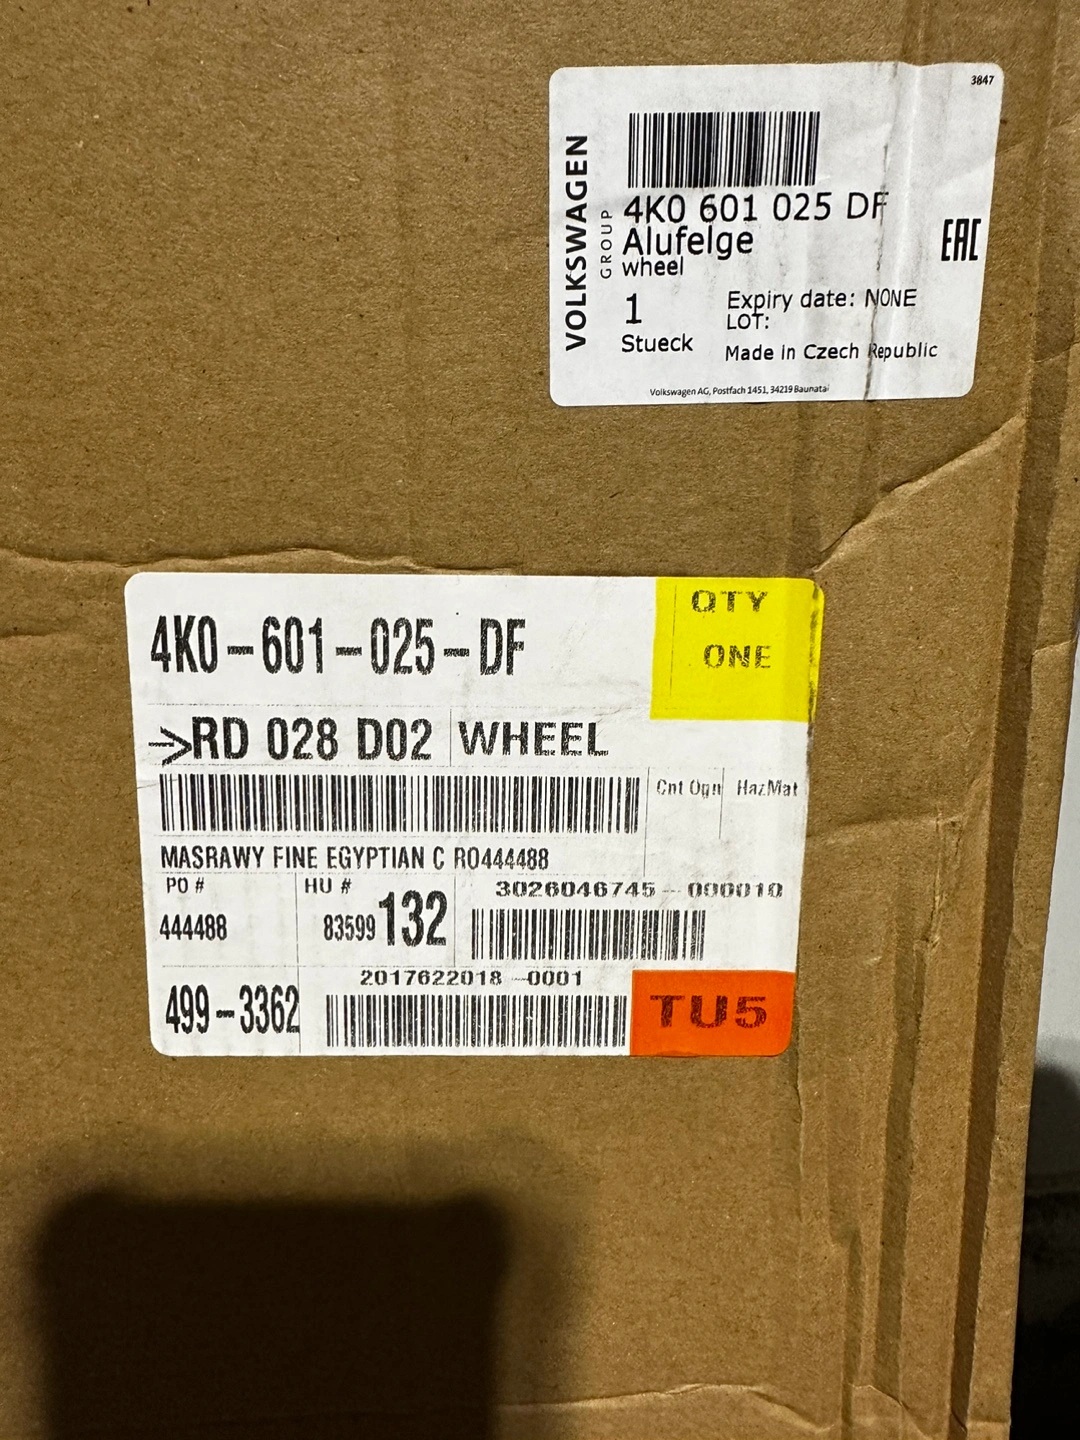 3847
VOLKSWAGEN
GROUP
4K0 601 025 DF
Alufelge
wheel
EAC
1
Stueck
Expiry date: NONE
LOT:
Made in Czech Republic
Volkswagen AG, Postfach 1451, 34219 Baunatal
4K0-601-025-DF
QTY
ONE
->RD 028 D02
WHEEL
Cnt Ogn
HazMat
MASRAWY FINE EGYPTIAN C RO444488
PO #
444488
HU #
83599 132
3026046745 -- 000010
2017622018 -0001
499-3362
TU5